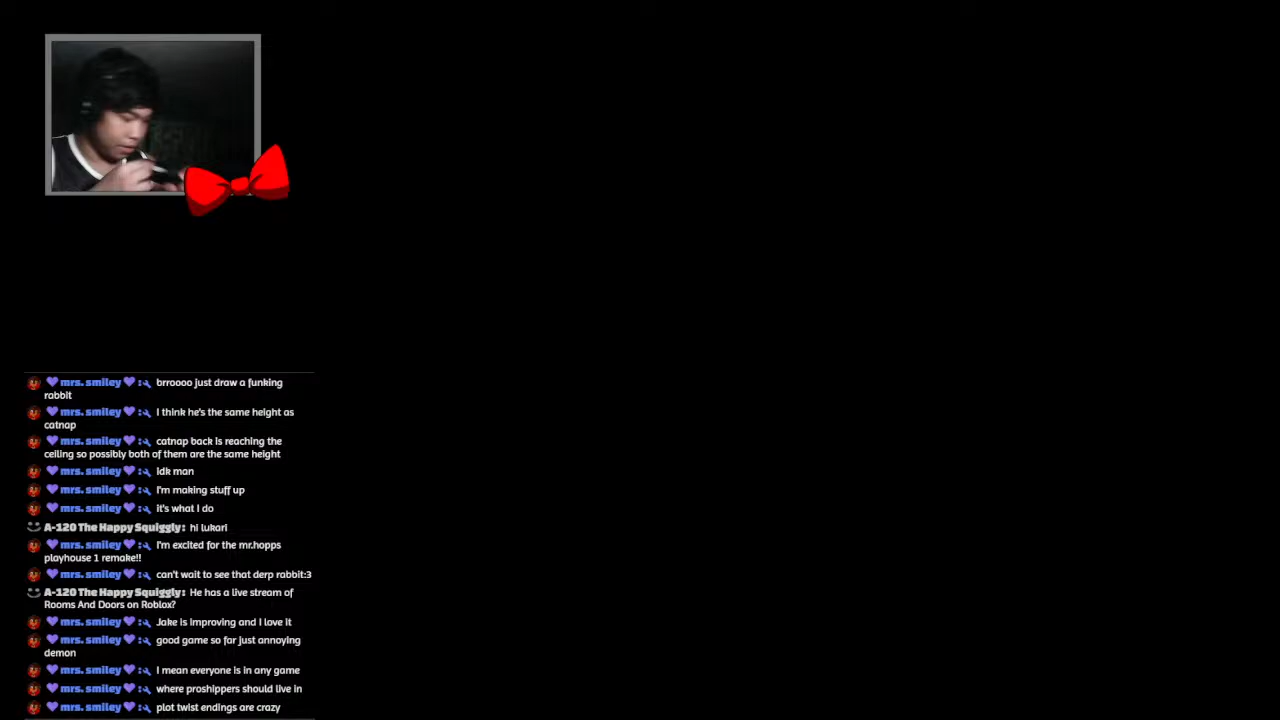 mrs. smiley : brroooo just draw a funking
rabbit
mrs. smiley : I think he's the same height as
catnap
mrs. smiley : catnap back is reaching the
ceiling so possibly both of them are the same height
mrs. smiley : Idk man
mrs. smiley : I'm making stuff up
mrs. smiley : it's what I do
A-120 The Happy Squiggly: hi lukari
mrs. smiley : I'm excited for the mr.hopps
playhouse 1 remake!!
mrs. smiley : can't wait to see that derp rabbit:3
A-120 The Happy Squiggly: He has a live stream of
Rooms And Doors on Roblox?
mrs. smiley : Jake is improving and I love it
mrs. smiley : good game so far just annoying
demon
mrs. smiley : I mean everyone is in any game
mrs. smiley : where proshippers should live in
mrs. smiley : plot twist endings are crazy